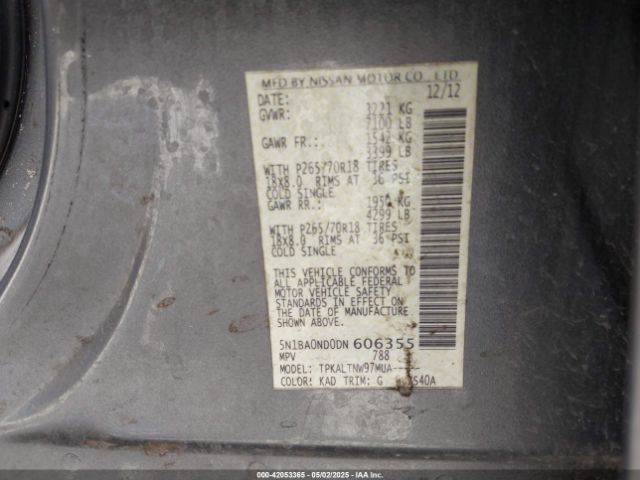 MFD BY NISSAN MOTOR CO., LTD.
DATE: 12/12
GVWR: 3221 KG
7100 LB
GAWR FR.: 1542 KG
3399 LB
WITH P265/70R18 TIRES
18X8.0 RIMS AT 36 PSI
COLD SINGLE
GAWR RR.: 1950 KG
4299 LB
WITH P265/70R18 TIRES
18X8.0 RIMS AT 36 PSI
COLD SINGLE
THIS VEHICLE CONFORMS TO
ALL APPLICABLE FEDERAL
MOTOR VEHICLE SAFETY
STANDARDS IN EFFECT ON
THE DATE OF MANUFACTURE
SHOWN ABOVE.
5N1BA0ND0DN 606355
MPV 788
MODEL: TPKALTNW97MUA-----
COLOR: KAD TRIM: G
000-42053365 - 05/02/2025 - IAAI.com